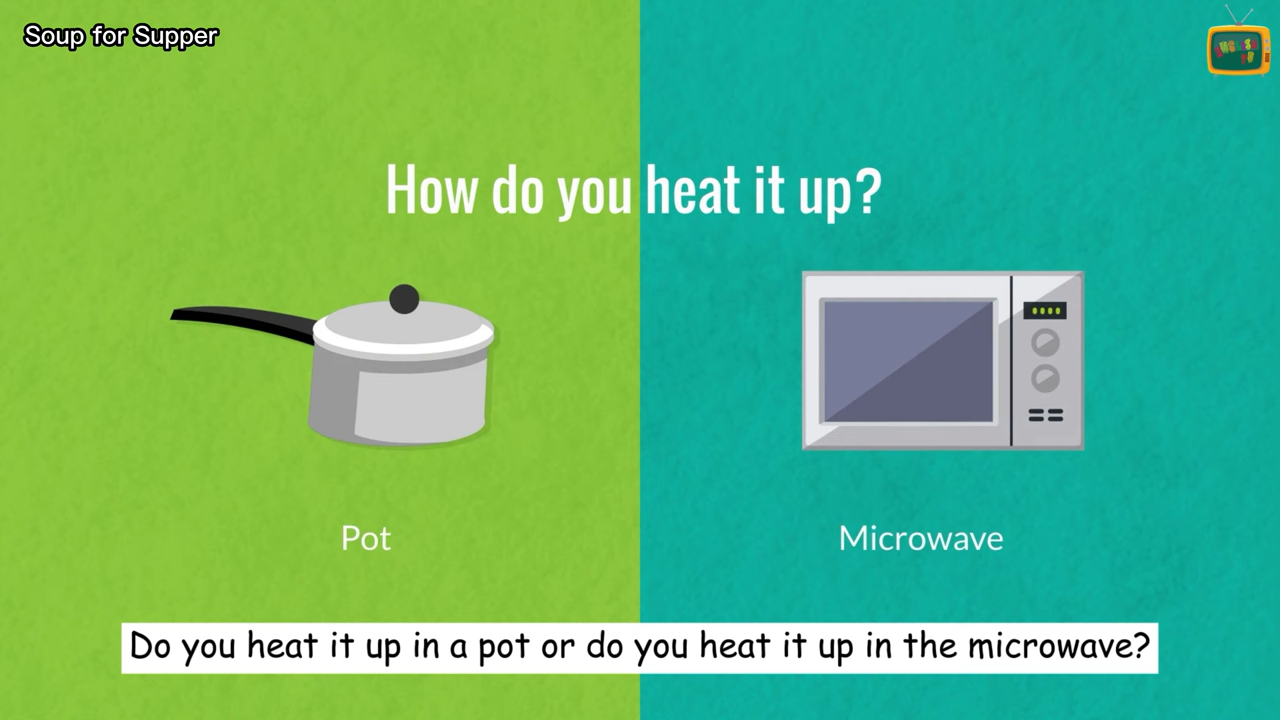 Soup for Supper
How do you heat it up?
Pot
Microwave
Do you heat it up in a pot or do you heat it up in the microwave?